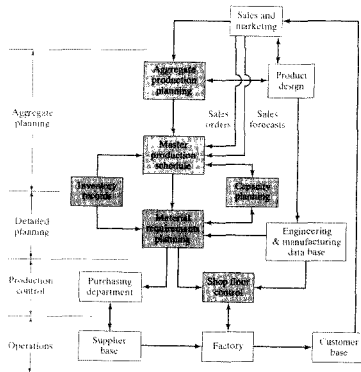 Sales and
marketing
Aggregate
production
planning
Product
design
Aggregate
planning
Sales
orders
Sales
forecasts
Master
production
schedule
Inventory
records
Capacity
planning
Detailed
planning
Material
requirements
planning
Engineering
& manufacturing
data base
Production
control
Purchasing
department
Shop floor
control
Operations
Supplier
base
Factory
Customer
base